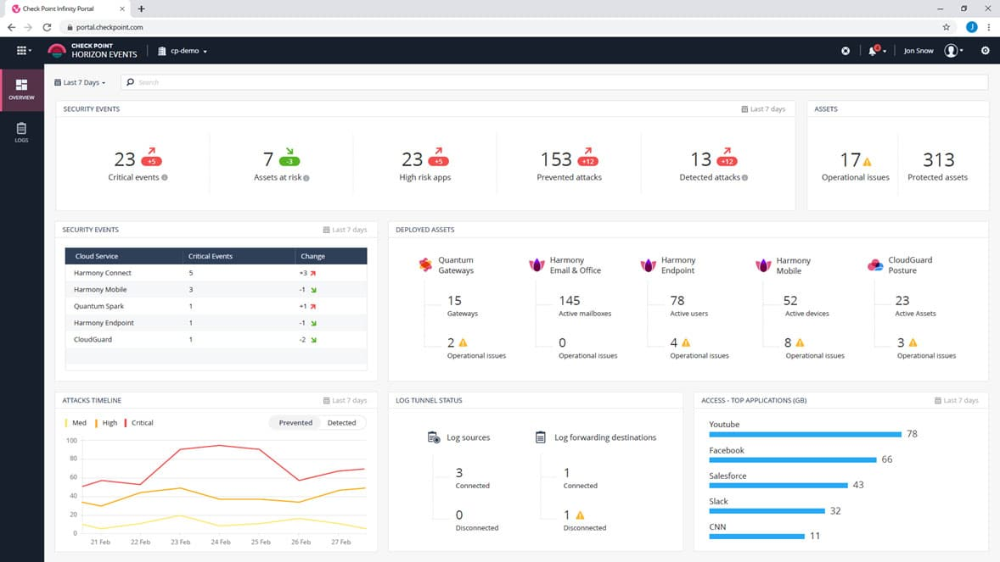 Check Point Infinity Portal
portal.checkpoint.com
J
CHECK POINT
HORIZON EVENTS
cp-demo
4
Jon Snow
OVERVIEW
LOGS
Last 7 Days
Search
SECURITY EVENTS
Last 7 days
23 +5
Critical events
7 -3
Assets at risk
23 +5
High risk apps
153 +12
Prevented attacks
13 +12
Detected attacks
ASSETS
17
Operational issues
313
Protected assets
SECURITY EVENTS
Last 7 days
Cloud Service Critical Events Change
Harmony Connect 5 +3
Harmony Mobile 3 -1
Quantum Spark 1 +1
Harmony Endpoint 1 -1
CloudGuard 1 -2
DEPLOYED ASSETS
Quantum
Gateways
15
Gateways
2
Operational issues
Harmony
Email & Office
145
Active mailboxes
0
Operational issues
Harmony
Endpoint
78
Active users
4
Operational issues
Harmony
Mobile
52
Active devices
8
Operational issues
CloudGuard
Posture
23
Active Assets
3
Operational issues
ATTACKS TIMELINE
Last 7 days
Med High Critical
Prevented Detected
100
80
60
40
20
0
21 Feb 22 Feb 23 Feb 24 Feb 25 Feb 26 Feb 27 Feb
LOG TUNNEL STATUS
Log sources
3
Connected
0
Disconnected
Log forwarding destinations
1
Connected
1
Disconnected
ACCESS - TOP APPLICATIONS (GB)
Last 7 days
Youtube
78
Facebook
66
Salesforce
43
Slack
32
CNN
11